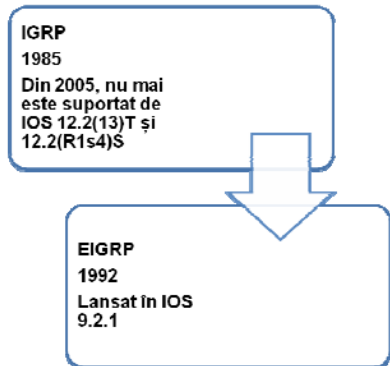 IGRP
1985
Din 2005, nu mai
este suportat de
IOS 12.2(13)T și
12.2(R1s4)S
EIGRP
1992
Lansat în IOS
9.2.1